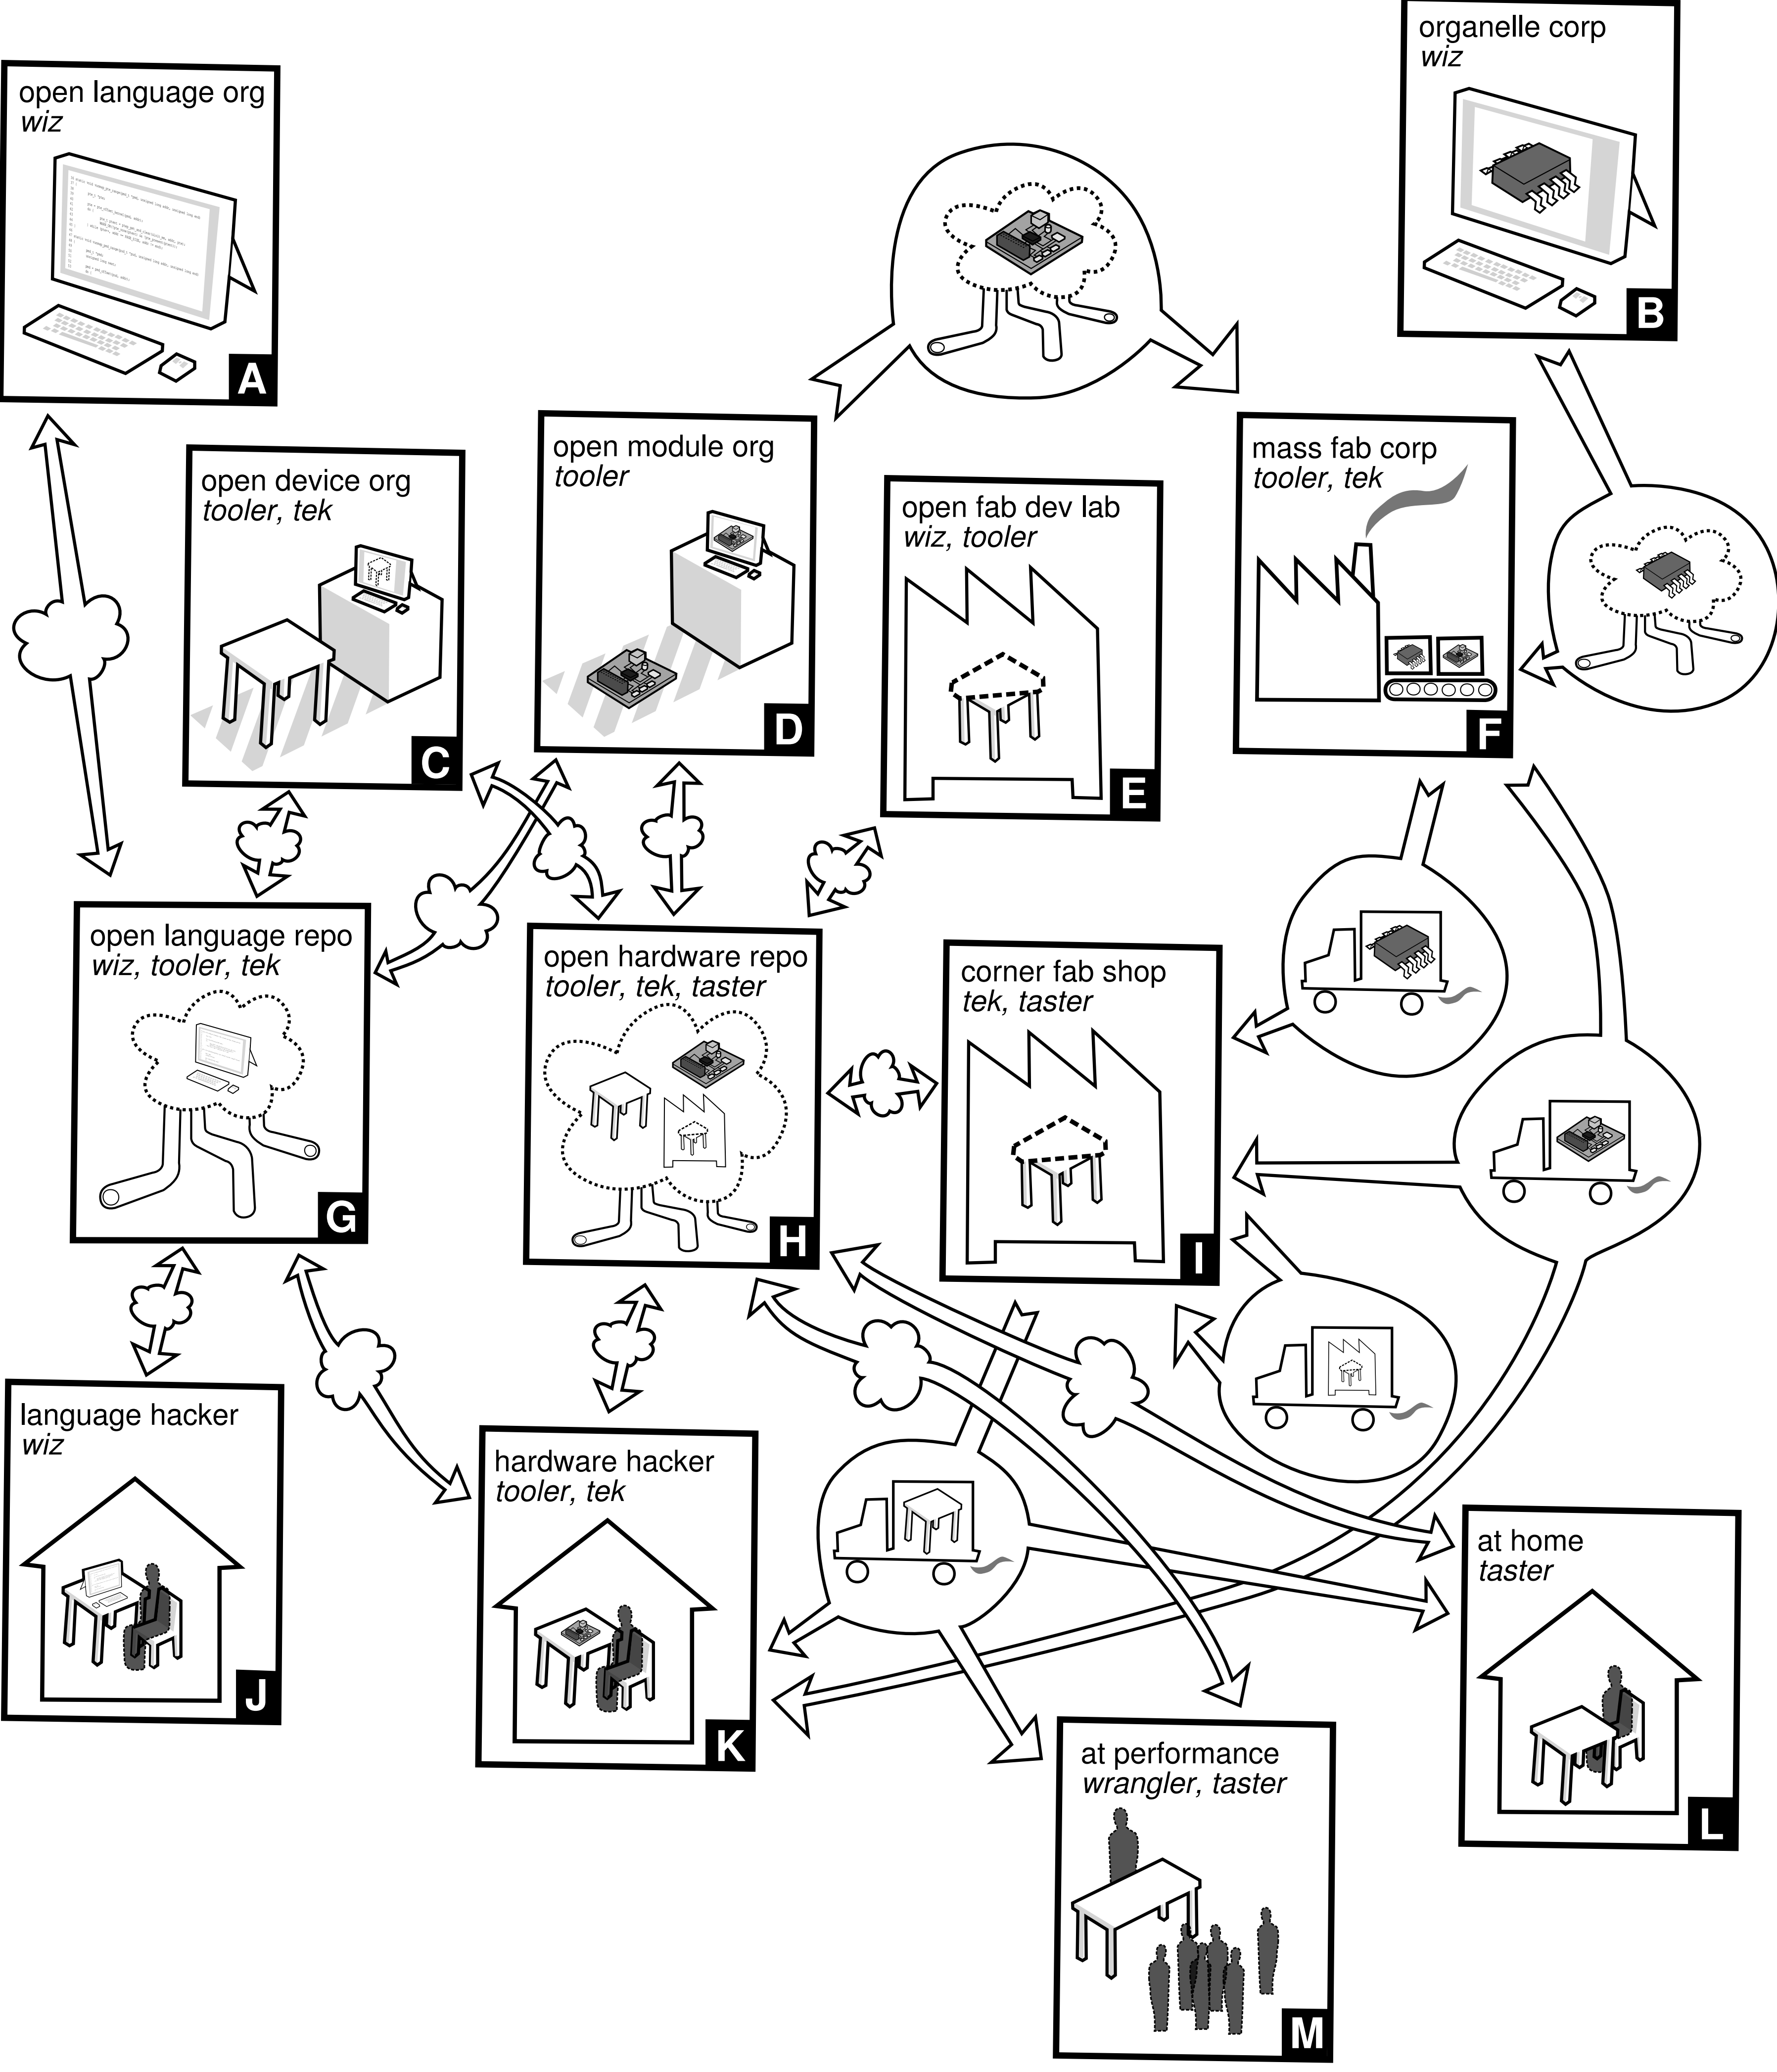 organelle corp
wiz
B
open language org
wiz
A
open device org
tooler, tek
C
open module org
tooler
D
open fab dev lab
wiz, tooler
E
mass fab corp
tooler, tek
F
open language repo
wiz, tooler, tek
G
open hardware repo
tooler, tek, taster
H
corner fab shop
tek, taster
I
language hacker
wiz
J
hardware hacker
tooler, tek
K
at home
taster
L
at performance
wrangler, taster
M